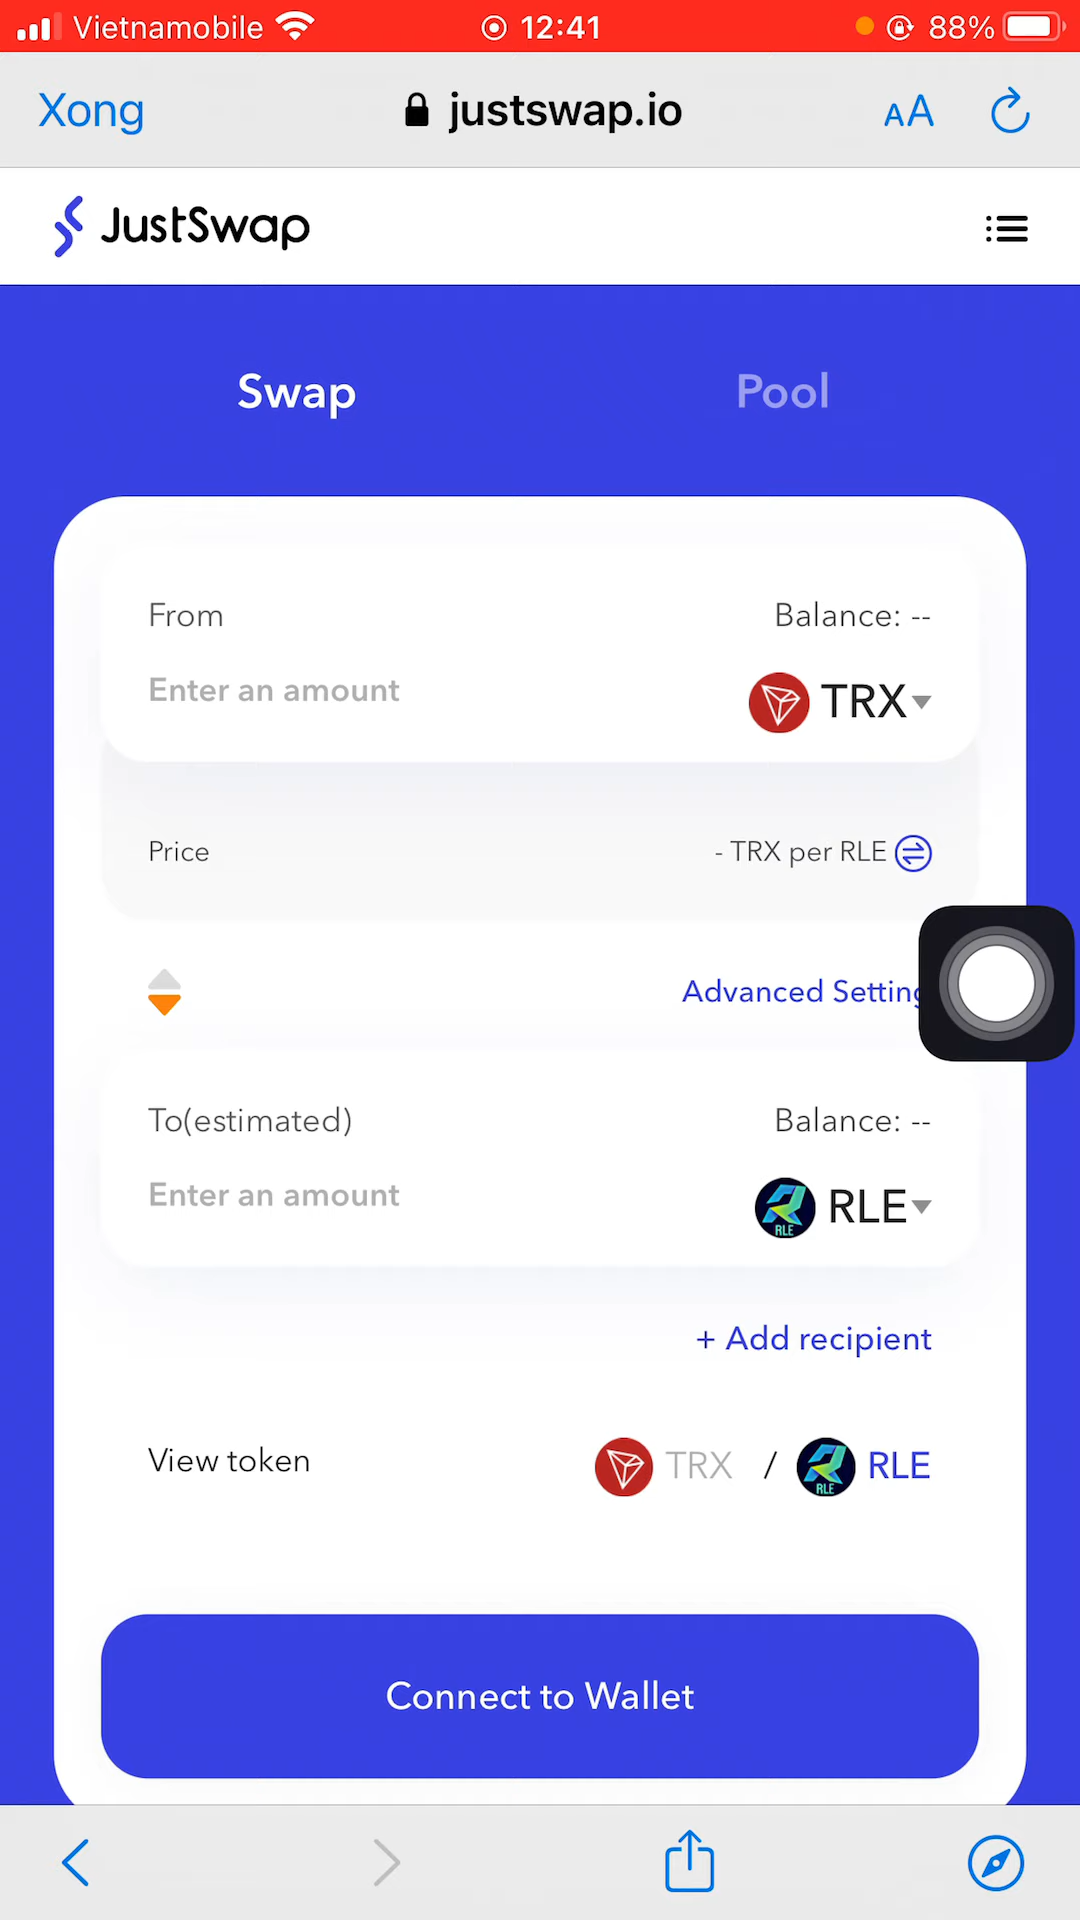 Vietnamobile 12:41 88%
Xong justswap.io AA
JustSwap
Swap Pool
From Balance: --
Enter an amount TRX
Price - TRX per RLE
Advanced
To(estimated) Balance: --
Enter an amount RLE
RLE
+ Add recipient
View token TRX / RLE
RLE
Connect to Wallet